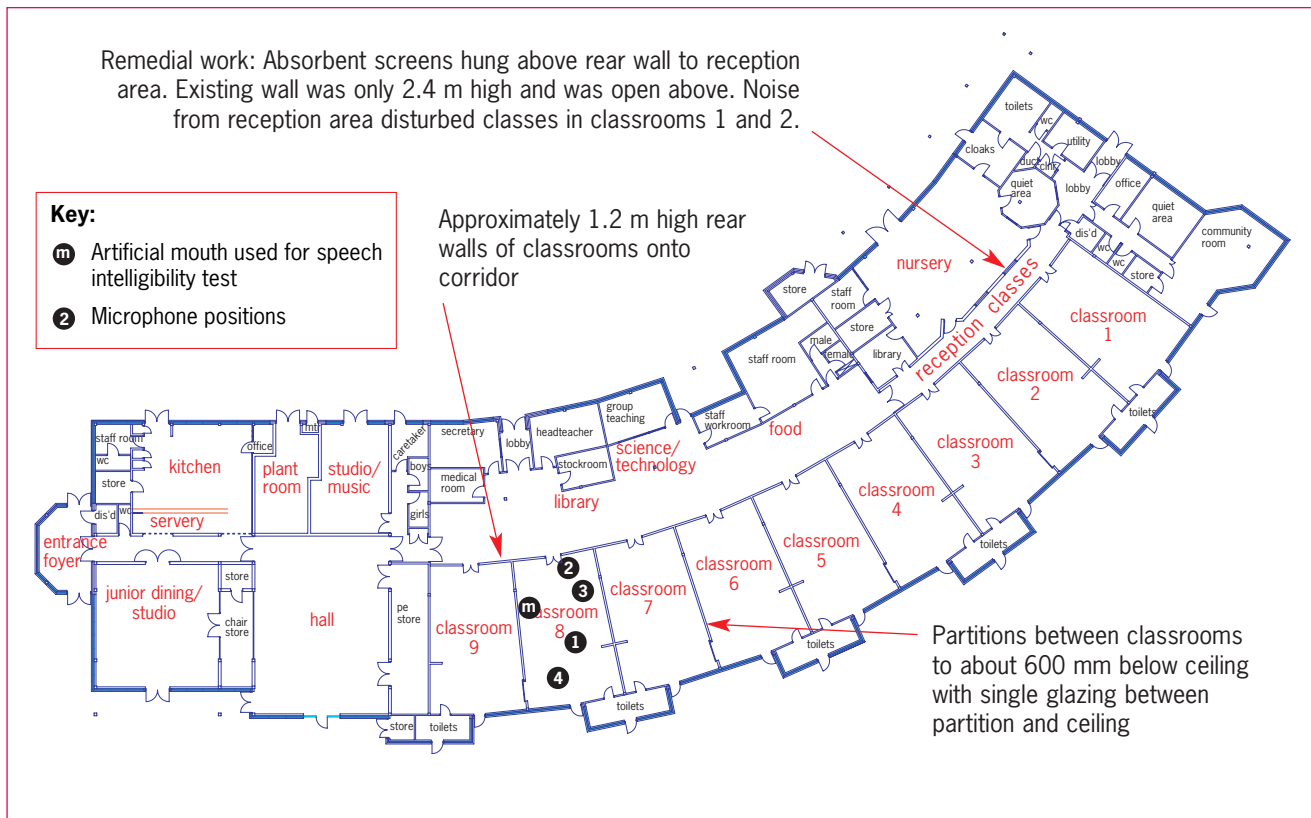 Remedial work: Absorbent screens hung above rear wall to reception
area. Existing wall was only 2.4 m high and was open above. Noise
from reception area disturbed classes in classrooms 1 and 2.
Key:
m Artificial mouth used for speech
intelligibility test
2 Microphone positions
Approximately 1.2 m high rear
walls of classrooms onto
corridor
toilets
wc
utility
cloaks
duct
lobby
quiet
area
lobby
office
quiet
area
community
room
dis'd
wc
wc
store
nursery
reception classes
store
staff
room
store
male
female
library
staff room
staff
workroom
food
classroom
1
classroom
2
toilets
classroom
3
classroom
4
toilets
classroom
5
classroom
6
toilets
classroom
7
group
teaching
headteacher
science/
technology
stockroom
library
lobby
secretary
medical
room
caretaker
boys
girls
mtr
office
staff room
wc
store
kitchen
plant
room
studio/
music
dis'd
wc
servery
entrance
foyer
junior dining/
studio
store
chair
store
hall
pe
store
classroom
9
2
3
m
classroom
8
1
4
toilets
store
toilets
Partitions between classrooms
to about 600 mm below ceiling
with single glazing between
partition and ceiling